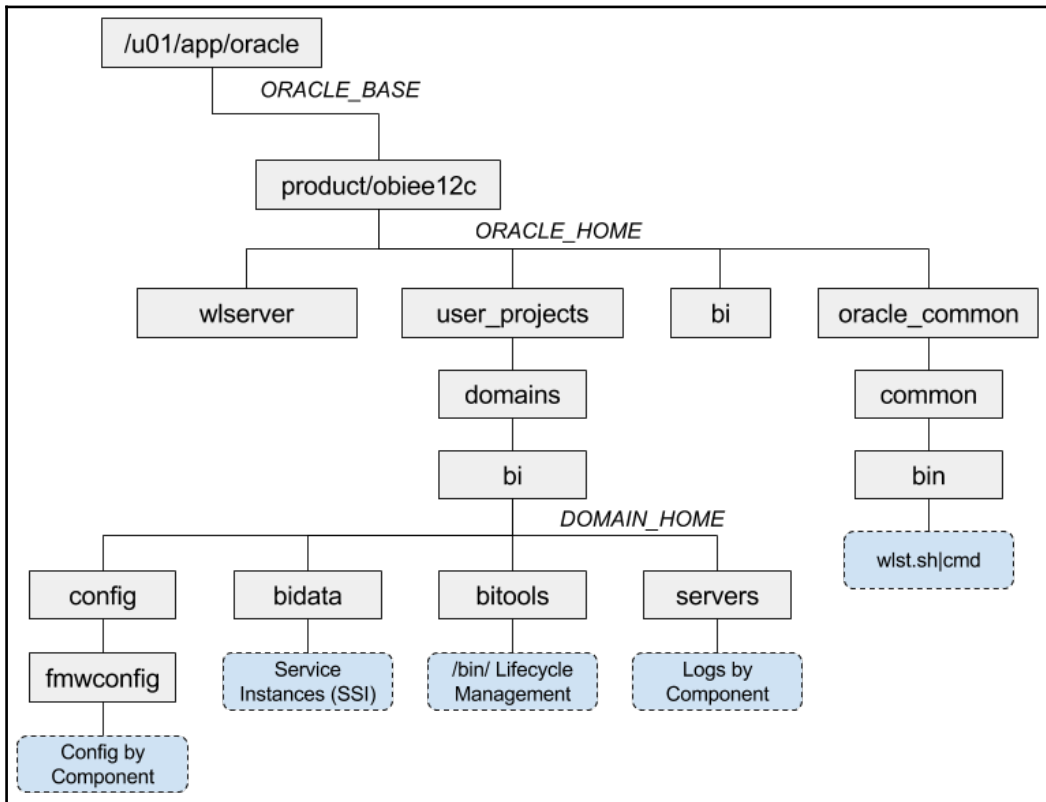 /u01/app/oracle
ORACLE_BASE
product/obiee12c
ORACLE_HOME
wlserver
user_projects
bi
oracle_common
domains
common
bi
bin
DOMAIN_HOME
wlst.sh|cmd
config
bidata
bitools
servers
fmwconfig
Service
Instances (SSI)
/bin/ Lifecycle
Management
Logs by
Component
Config by
Component